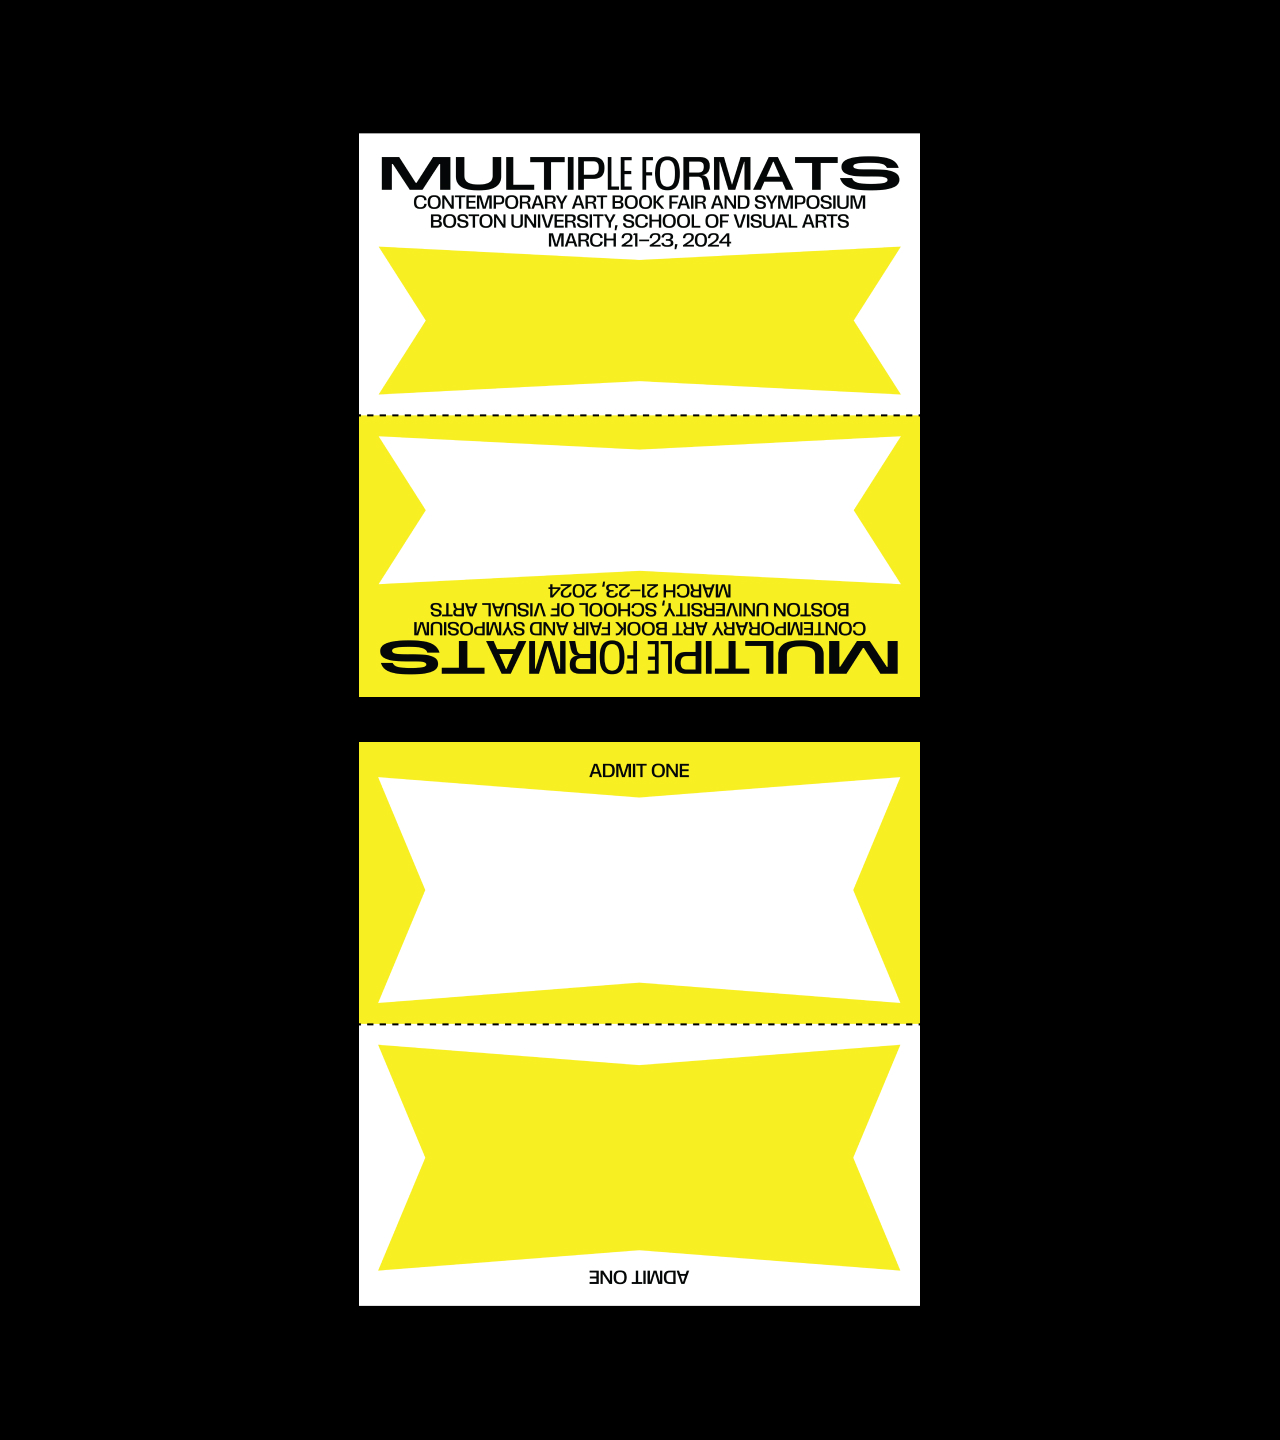 MULTIPLE FORMATS
CONTEMPORARY ART BOOK FAIR AND SYMPOSIUM
BOSTON UNIVERSITY, SCHOOL OF VISUAL ARTS
MARCH 21–23, 2024
MARCH 21–23, 2024
BOSTON UNIVERSITY, SCHOOL OF VISUAL ARTS
CONTEMPORARY ART BOOK FAIR AND SYMPOSIUM
MULTIPLE FORMATS
ADMIT ONE
ADMIT ONE